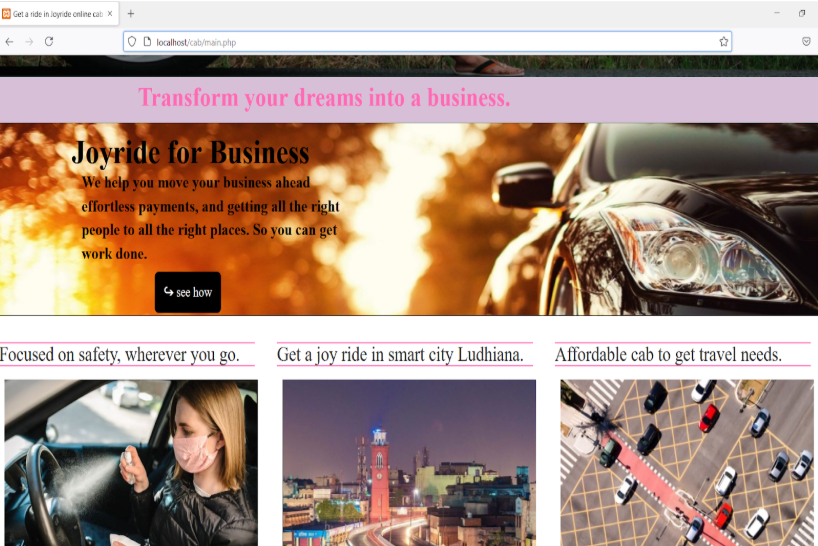 Get a ride in Joyride online cab
localhost/cab/main.php
Transform your dreams into a business.
Joyride for Business
We help you move your business ahead
effortless payments, and getting all the right
people to all the right places. So you can get
work done.
see how
Focused on safety, wherever you go.
Get a joy ride in smart city Ludhiana.
Affordable cab to get travel needs.